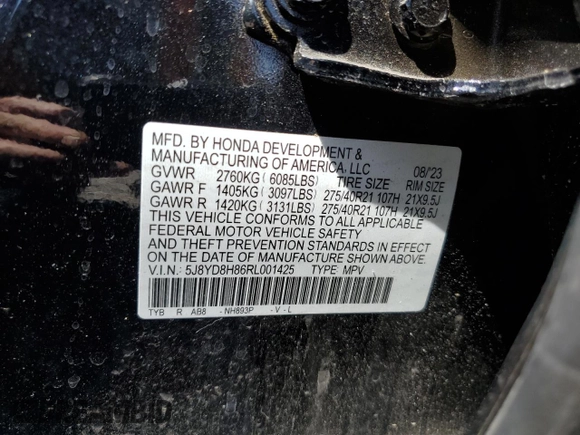 MFD. BY HONDA DEVELOPMENT &
MANUFACTURING OF AMERICA, LLC 08/23
GVWR 2760KG (6085LBS) TIRE SIZE RIM SIZE
GAWR F 1405KG (3097LBS) 275/40R21 107H 21X9.5J
GAWR R 1420KG (3131LBS) 275/40R21 107H 21X9.5J
THIS VEHICLE CONFORMS TO ALL APPLICABLE
FEDERAL MOTOR VEHICLE SAFETY
AND THEFT PREVENTION STANDARDS IN EFFECT
ON THE DATE OF MANUFACTURE SHOWN ABOVE.
V.I.N.: 5J8YD8H86RL001425 TYPE MPV
TYB R AB8 -NH893P -V-L